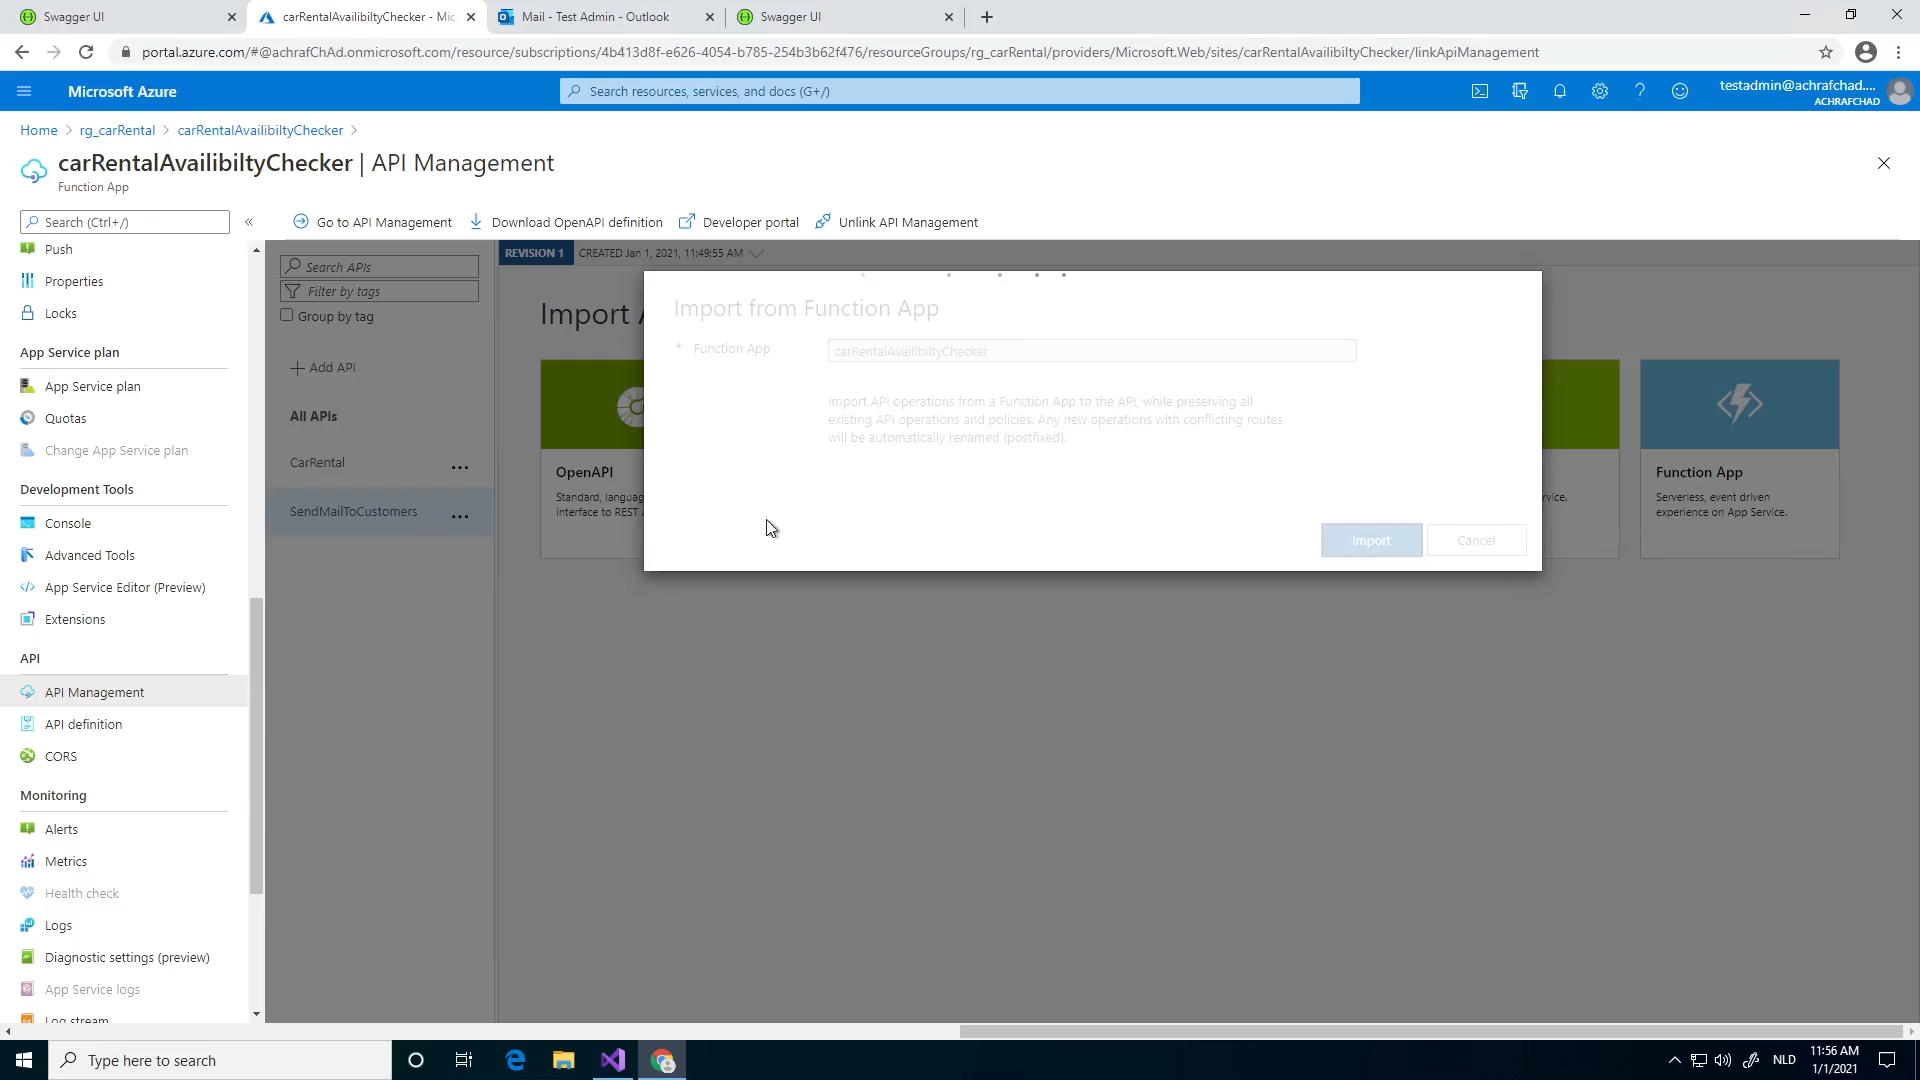 Swagger UI
carRentalAvailibiltyChecker - Mic
Mail - Test Admin - Outlook
Swagger UI
portal.azure.com/#@achrafChAd.onmicrosoft.com/resource/subscriptions/4b413d8f-e626-4054-b785-254b3b62f476/resourceGroups/rg_carRental/providers/Microsoft.Web/sites/carRentalAvailibiltyChecker/linkApiManagement
Microsoft Azure
Search resources, services, and docs (G+/)
testadmin@achrafchad....
ACHRAFCHAD
Home > rg_carRental > carRentalAvailibiltyChecker >
carRentalAvailibiltyChecker | API Management
Function App
Search (Ctrl+/)
«
Go to API Management
Download OpenAPI definition
Developer portal
Unlink API Management
Push
Properties
Locks
App Service plan
App Service plan
Quotas
Change App Service plan
Development Tools
Console
Advanced Tools
App Service Editor (Preview)
Extensions
API
API Management
API definition
CORS
Monitoring
Alerts
Metrics
Health check
Logs
Diagnostic settings (preview)
App Service logs
Log stream
Search APIs
Filter by tags
Group by tag
+ Add API
All APIs
CarRental
...
SendMailToCustomers
...
REVISION 1
CREATED Jan 1, 2021, 11:49:55 AM
Import
OpenAPI
Standard, langua
interface to REST
Import from Function App
* Function App
carRentalAvailibiltyChecker
Import API operations from a Function App to the API, while preserving all
existing API operations and policies. Any new operations with conflicting routes
will be automatically renamed (postfixed).
Import
Cancel
rvice.
Function App
Serverless, event driven
experience on App Service.
Type here to search
NLD
11:56 AM
1/1/2021